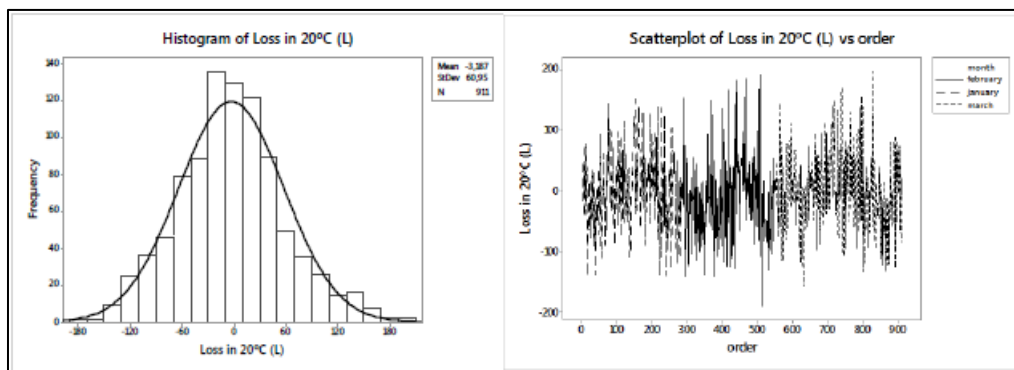 Histogram of Loss in 20ºC (L)
Mean -3,187
StDev 60,95
N 911
140
120
100
80
60
40
20
0
Frequency
-180 -120 -60 0 60 120 180
Loss in 20ºC (L)
Scatterplot of Loss in 20ºC (L) vs order
month
february
january
march
200
100
0
-100
-200
Loss in 20ºC (L)
0 100 200 300 400 500 600 700 800 900
order